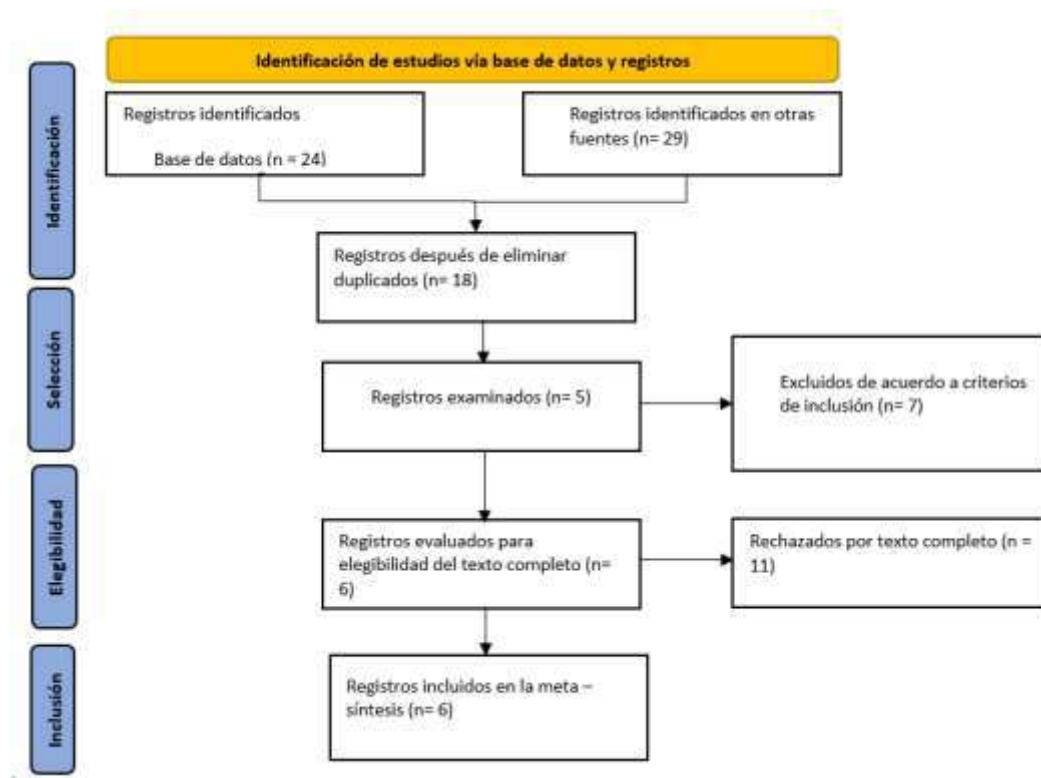 Identificación de estudios vía base de datos y registros
Identificación
Registros identificados
Base de datos (n = 24)
Registros identificados en otras
fuentes (n= 29)
Registros después de eliminar
duplicados (n= 18)
Selección
Registros examinados (n= 5)
Excluidos de acuerdo a criterios
de inclusión (n= 7)
Elegibilidad
Registros evaluados para
elegibilidad del texto completo (n=
6)
Rechazados por texto completo (n =
11)
Inclusión
Registros incluidos en la meta –
síntesis (n= 6)